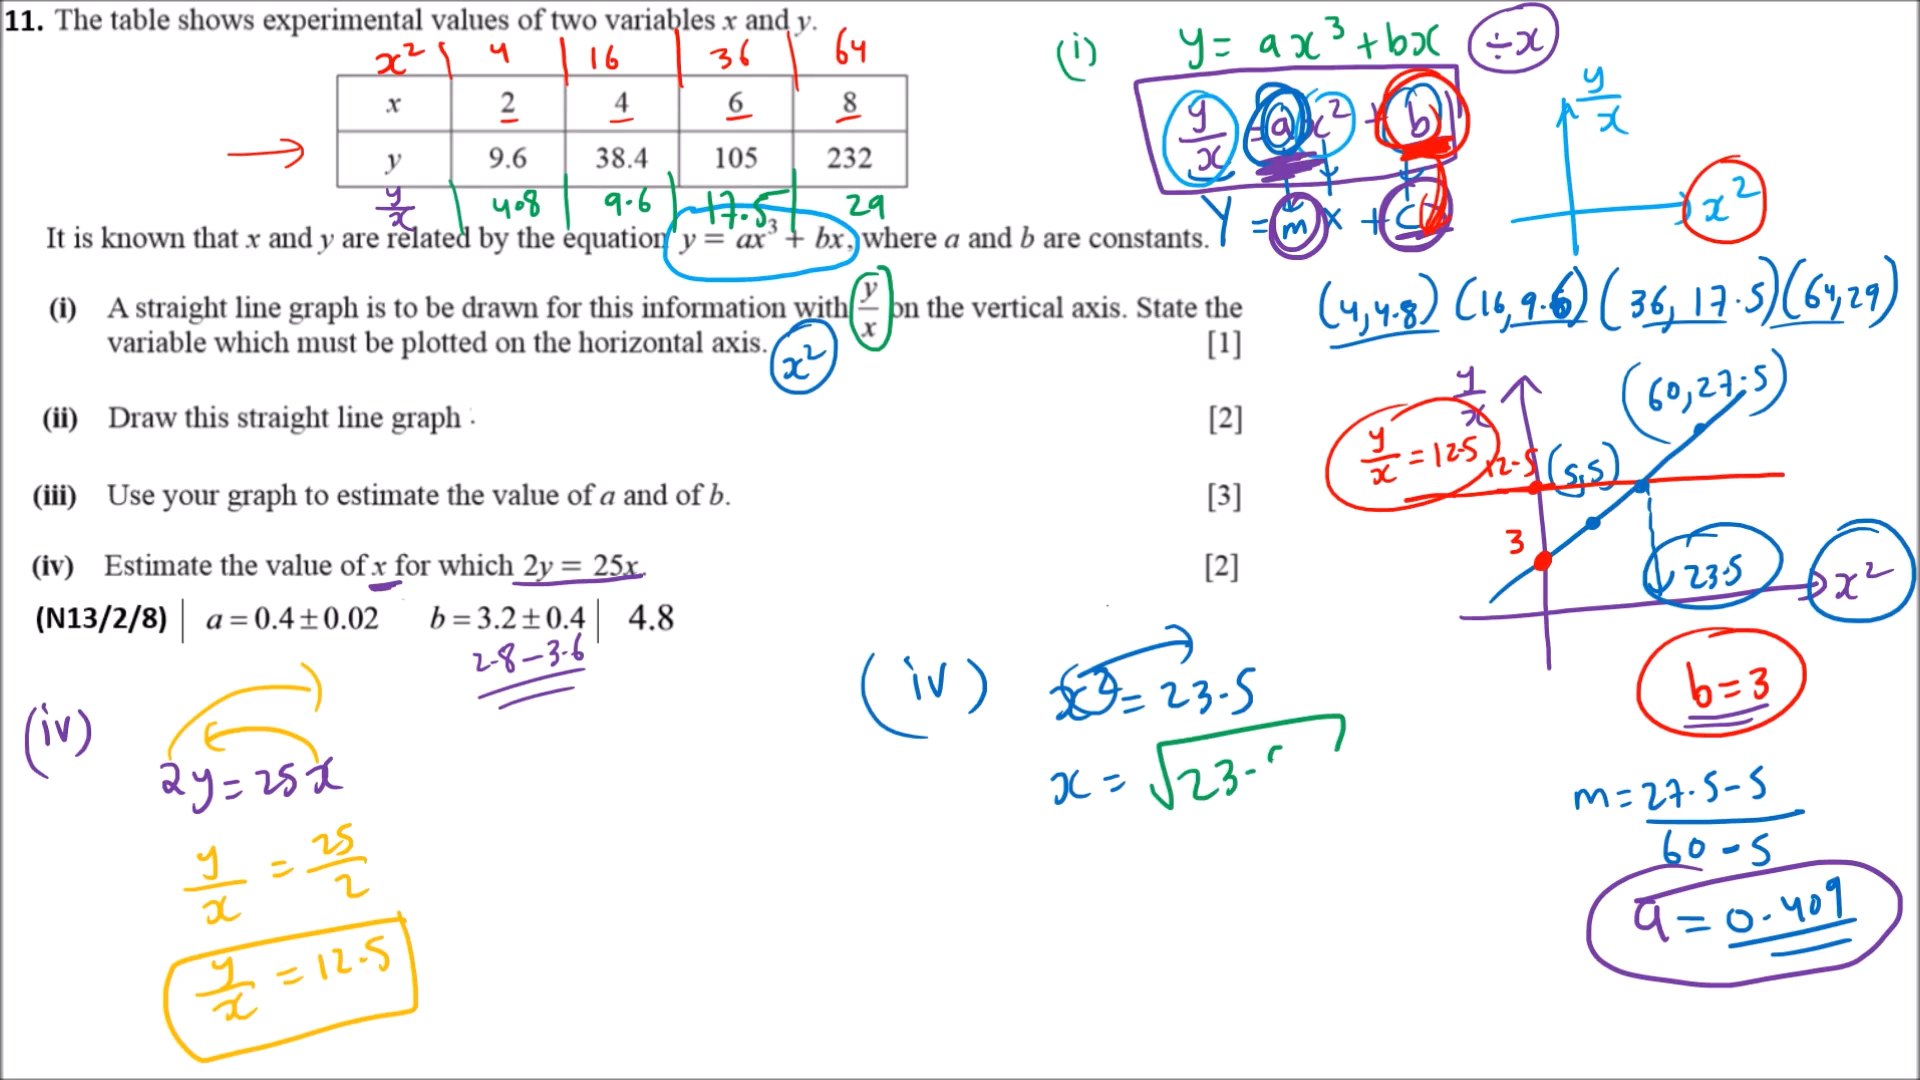 11. The table shows experimental values of two variables x and y.
x² 4 16 36 64
x 2 4 6 8
y 9.6 38.4 105 232
y/x 4.8 9.6 17.5 29
It is known that x and y are related by the equation y = ax³ + bx, where a and b are constants.
(i) A straight line graph is to be drawn for this information with y/x on the vertical axis. State the
variable which must be plotted on the horizontal axis. [1]
x²
(ii) Draw this straight line graph . [2]
(iii) Use your graph to estimate the value of a and of b. [3]
(iv) Estimate the value of x for which 2y = 25x. [2]
(N13/2/8) | a = 0.4 ± 0.02 b = 3.2 ± 0.4 | 4.8
2.8 – 3.6
(iv)
2y = 25x
y/x = 25/2
y/x = 12.5
(i) y = ax³ + bx ÷x
y/x = ax² + b
Y = mx + c
y/x
x²
(4,4.8) (16,9.6) (36,17.5) (64,29)
y/x
(60,27.5)
y/x = 12.5
12.5
(5,5)
3
23.5
x²
b = 3
m = 27.5 – 5
60 – 5
a = 0.409
(iv) x² = 23.5
x = √23.